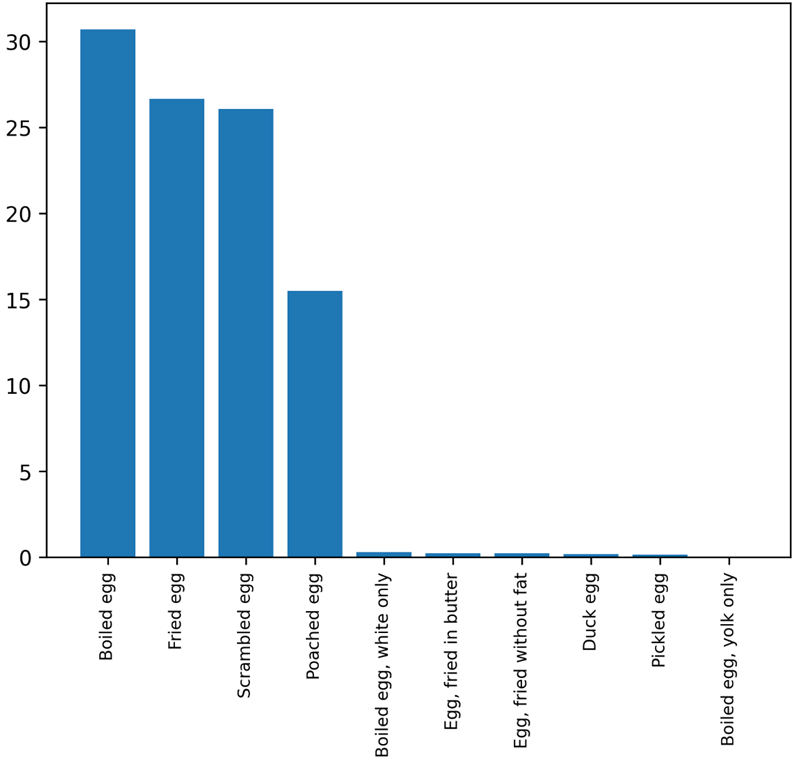 30
25
20
15
10
5
0
Boiled egg
Fried egg
Scrambled egg
Poached egg
Boiled egg, white only
Egg, fried in butter
Egg, fried without fat
Duck egg
Pickled egg
Boiled egg, yolk only